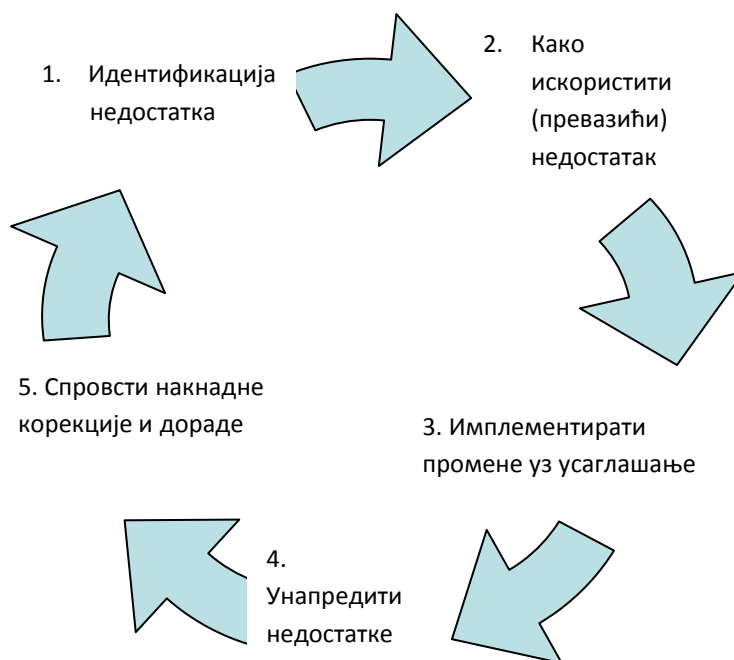 1. Идентификација
недостатка
2. Како
искористити
(превазићи)
недостатак
3. Имплементирати
промене уз усаглашање
4.
Унапредити
недостатке
5. Спровсти накнадне
корекције и дораде